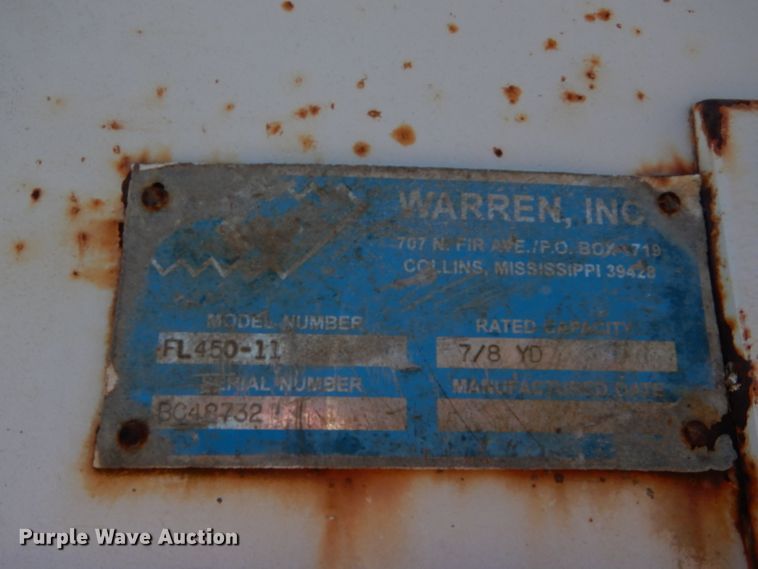 WARREN, INC.
707 N. FIR AVE./P.O. BOX 1719
COLLINS, MISSISSIPPI 39428
MODEL NUMBER
RATED CAPACITY
FL450-11
7/8 YD
SERIAL NUMBER
MANUFACTURED DATE
BC48732
Purple Wave Auction